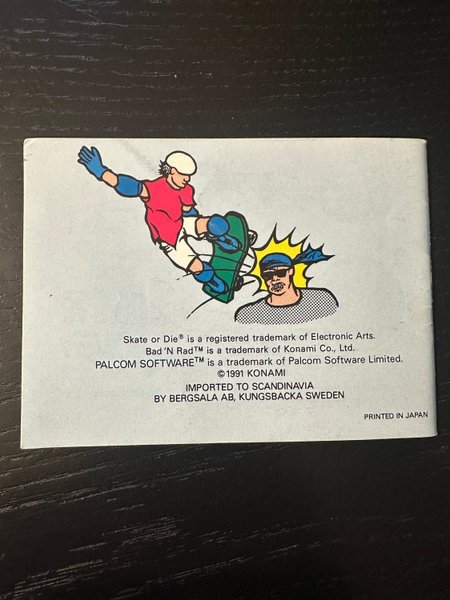 Skate or Die® is a registered trademark of Electronic Arts.
Bad 'N Rad™ is a trademark of Konami Co., Ltd.
PALCOM SOFTWARE™ is a trademark of Palcom Software Limited.
©1991 KONAMI
IMPORTED TO SCANDINAVIA
BY BERGSALA AB, KUNGSBACKA SWEDEN
PRINTED IN JAPAN